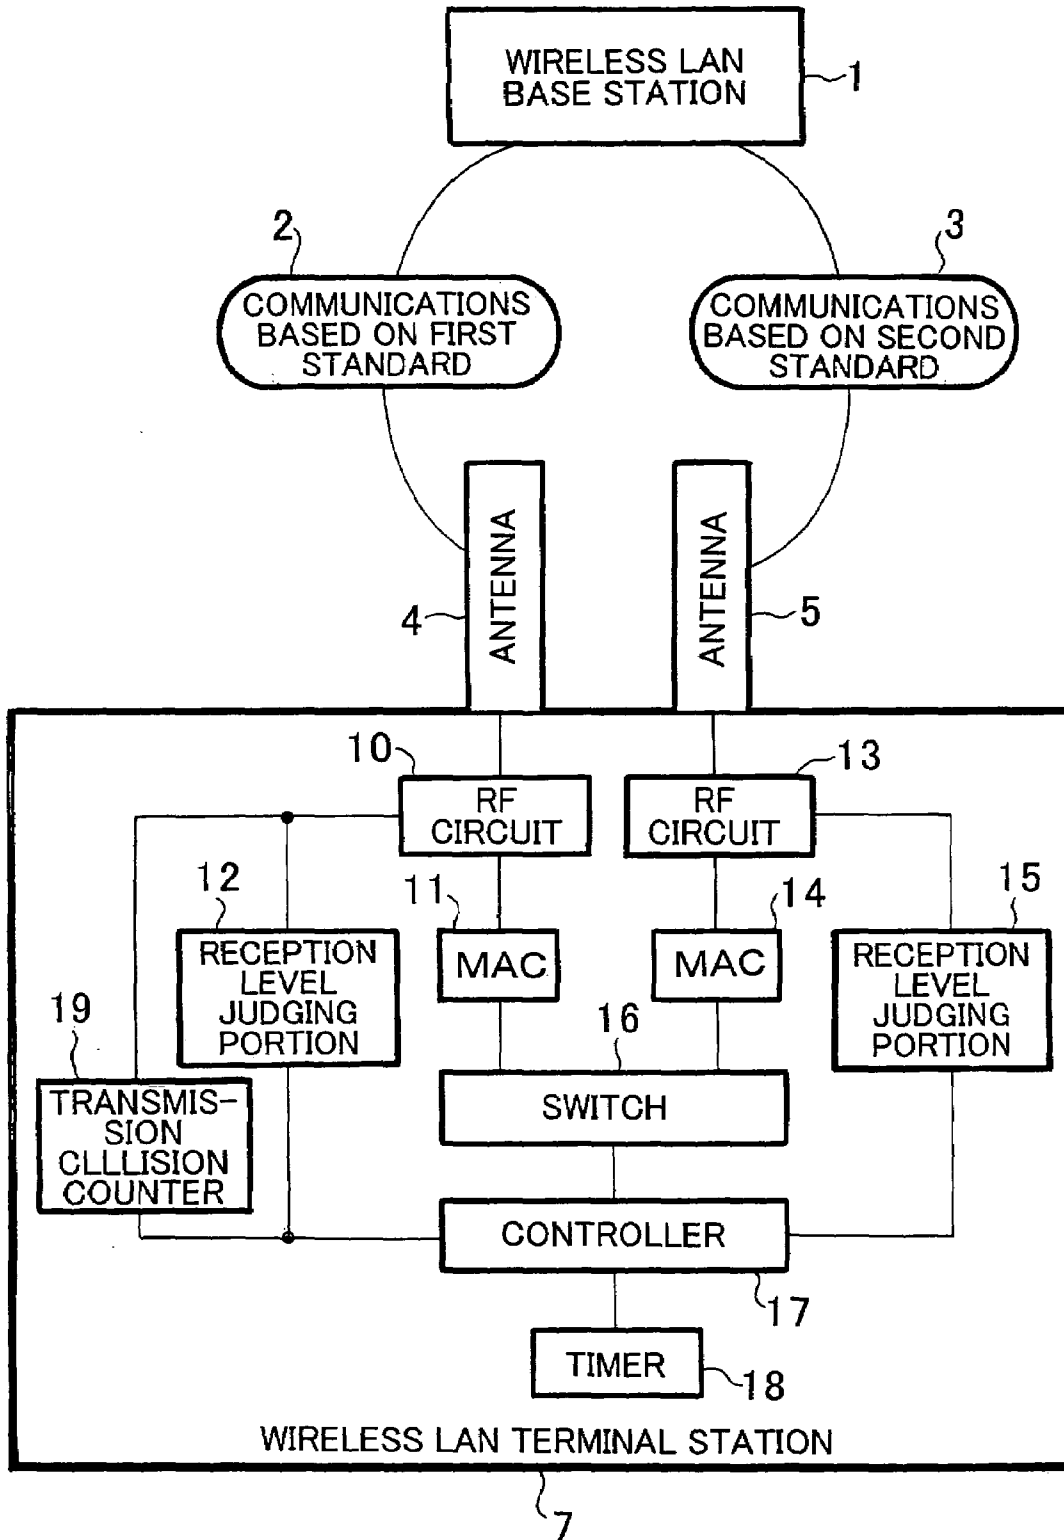 WIRELESS LAN
BASE STATION
1
2
3
COMMUNICATIONS
BASED ON FIRST
STANDARD
COMMUNICATIONS
BASED ON SECOND
STANDARD
ANTENNA
4
ANTENNA
5
10
RF
CIRCUIT
13
RF
CIRCUIT
12
RECEPTION
LEVEL
JUDGING
PORTION
11
MAC
14
MAC
15
RECEPTION
LEVEL
JUDGING
PORTION
19
TRANSMIS-
SION
CLLLISION
COUNTER
16
SWITCH
CONTROLLER
17
TIMER
18
WIRELESS LAN TERMINAL STATION
7